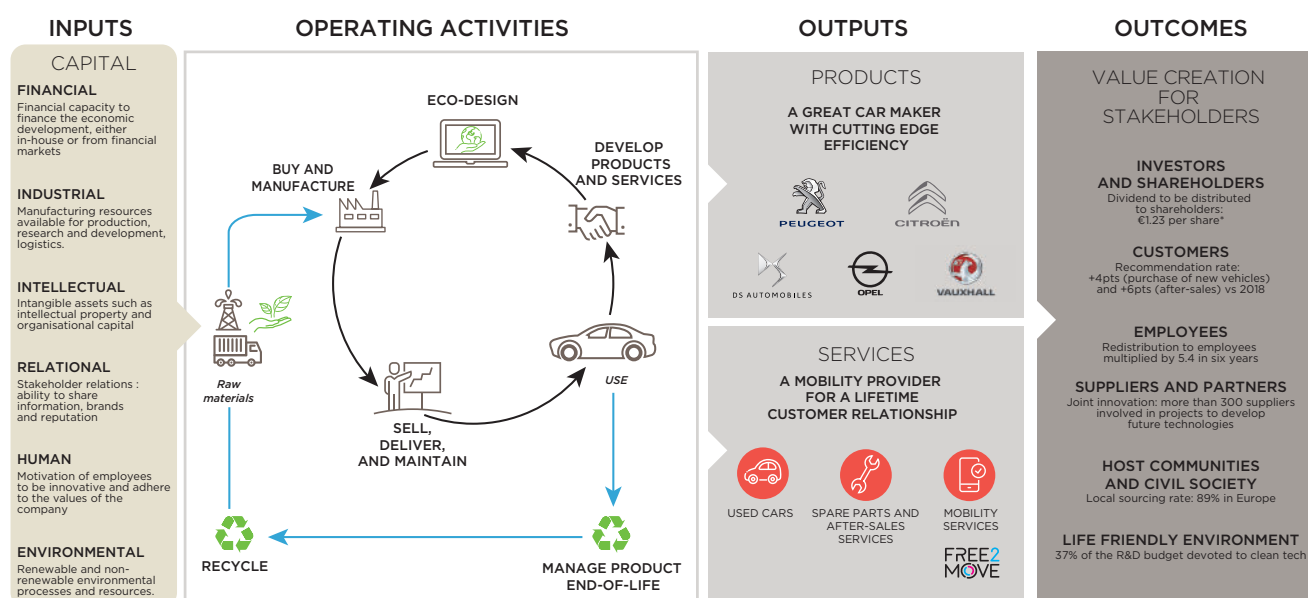 INPUTS
CAPITAL
FINANCIAL
Financial capacity to
finance the economic
development, either
in-house or from financial
markets
INDUSTRIAL
Manufacturing resources
available for production,
research and development,
logistics.
INTELLECTUAL
Intangible assets such as
intellectual property and
organisational capital
RELATIONAL
Stakeholder relations :
ability to share
information, brands
and reputation
HUMAN
Motivation of employees
to be innovative and adhere
to the values of the
company
ENVIRONMENTAL
Renewable and non-
renewable environmental
processes and resources.
OPERATING ACTIVITIES
ECO-DESIGN
DEVELOP
PRODUCTS
AND SERVICES
BUY AND
MANUFACTURE
Raw
materials
USE
SELL,
DELIVER,
AND MAINTAIN
RECYCLE
MANAGE PRODUCT
END-OF-LIFE
OUTPUTS
PRODUCTS
A GREAT CAR MAKER
WITH CUTTING EDGE
EFFICIENCY
PEUGEOT
CITROËN
DS AUTOMOBILES
OPEL
VAUXHALL
SERVICES
A MOBILITY PROVIDER
FOR A LIFETIME
CUSTOMER RELATIONSHIP
USED CARS
SPARE PARTS AND
AFTER-SALES
SERVICES
MOBILITY
SERVICES
FREE2
MOVE
OUTCOMES
VALUE CREATION
FOR
STAKEHOLDERS
INVESTORS
AND SHAREHOLDERS
Dividend to be distributed
to shareholders:
€1.23 per share*
CUSTOMERS
Recommendation rate:
+4pts (purchase of new vehicles)
and +6pts (after-sales) vs 2018
EMPLOYEES
Redistribution to employees
multiplied by 5.4 in six years
SUPPLIERS AND PARTNERS
Joint innovation: more than 300 suppliers
involved in projects to develop
future technologies
HOST COMMUNITIES
AND CIVIL SOCIETY
Local sourcing rate: 89% in Europe
LIFE FRIENDLY ENVIRONMENT
37% of the R&D budget devoted to clean tech